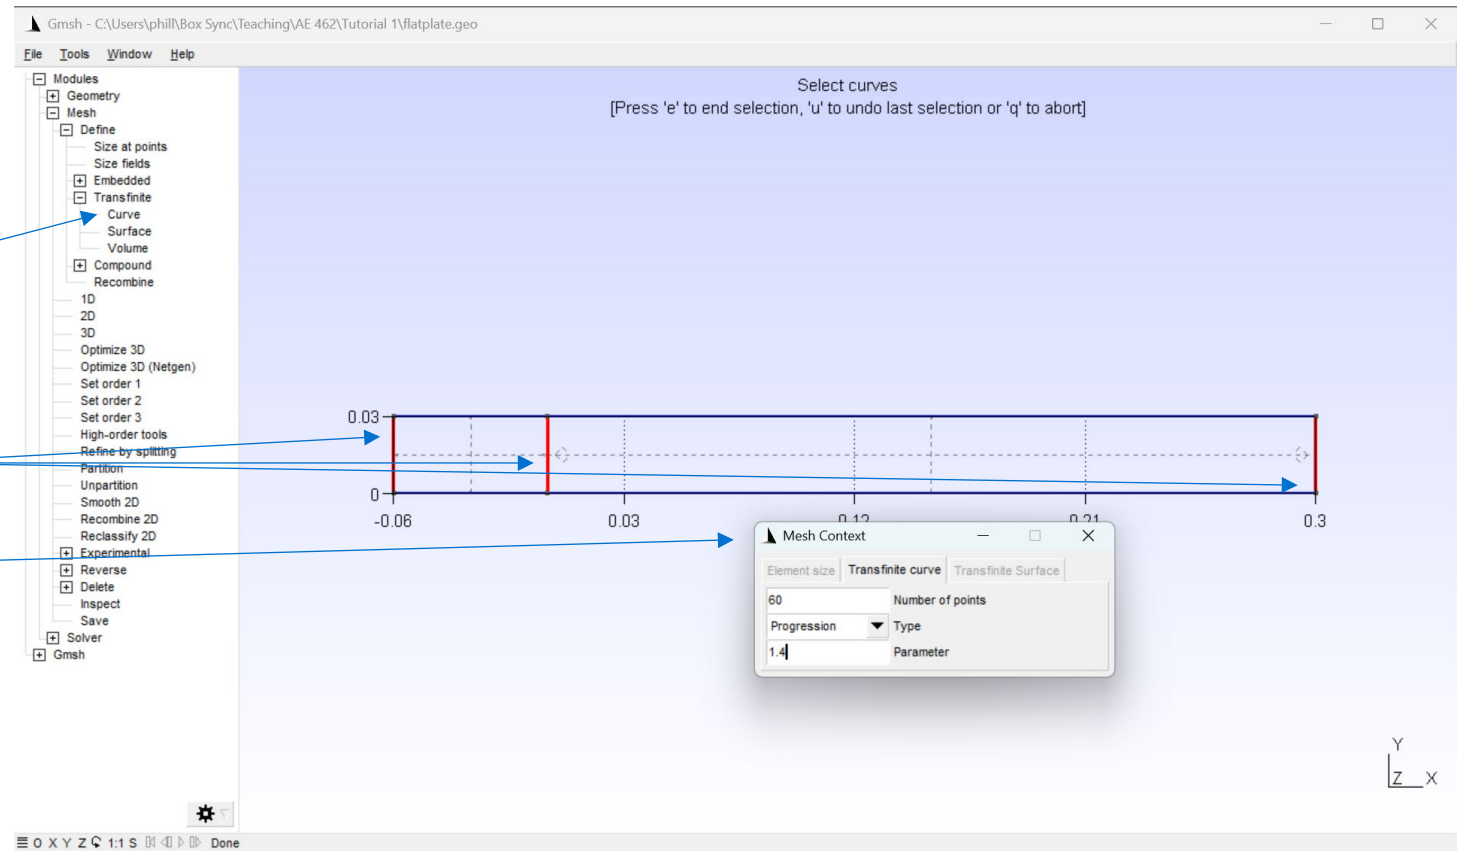 Gmsh - C:\Users\phill\Box Sync\Teaching\AE 462\Tutorial 1\flatplate.geo
File Tools Window Help
Modules
Geometry
Mesh
Define
Size at points
Size fields
Embedded
Transfinite
Curve
Surface
Volume
Compound
Recombine
1D
2D
3D
Optimize 3D
Optimize 3D (Netgen)
Set order 1
Set order 2
Set order 3
High-order tools
Refine by splitting
Partition
Unpartition
Smooth 2D
Recombine 2D
Reclassify 2D
Experimental
Reverse
Delete
Inspect
Save
Solver
Gmsh
Select curves
[Press 'e' to end selection, 'u' to undo last selection or 'q' to abort]
0.03
0
-0.06 0.03 0.12 0.21 0.3
Mesh Context
Element size Transfinite curve Transfinite Surface
60 Number of points
Progression Type
1.4 Parameter
Y
Z X
O X Y Z 1:1 S Done